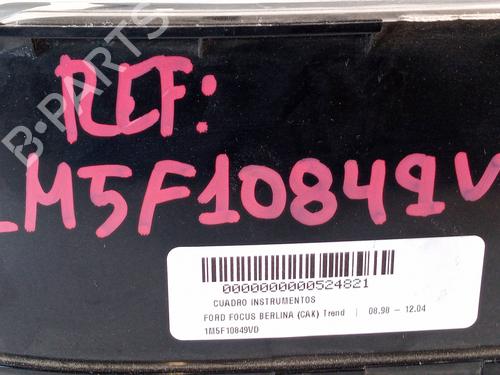 B-PARTS
REF:
1M5F10849V
0000000000524821
CUADRO INSTRUMENTOS
FORD FOCUS BERLINA (CAK) Trend | 08.98 – 12.04
1M5F10849VD